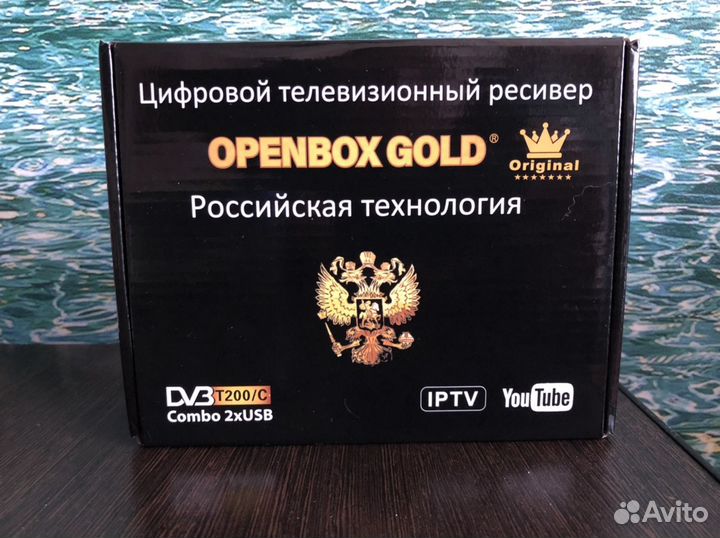 Цифровой телевизионный ресивер
OPENBOX GOLD®
Original
Российская технология
DVB T200/C
Combo 2xUSB
IPTV
YouTube
Avito